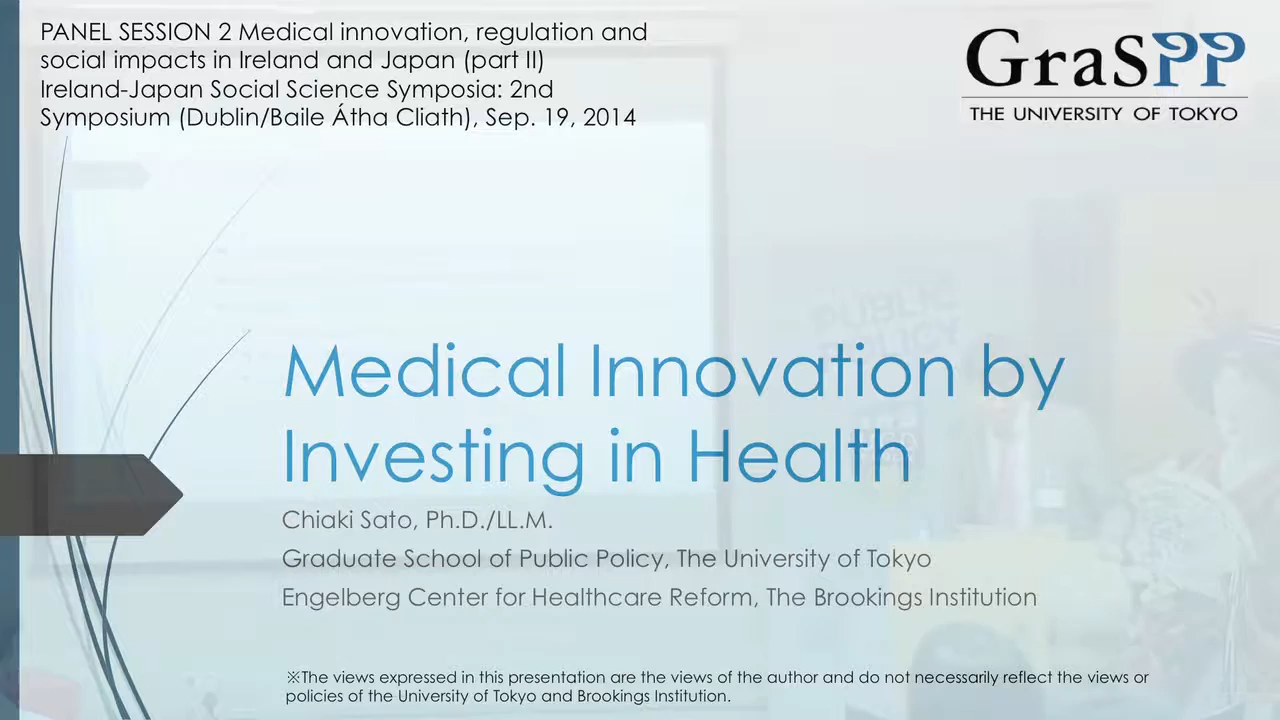 PANEL SESSION 2 Medical innovation, regulation and
social impacts in Ireland and Japan (part II)
Ireland-Japan Social Science Symposia: 2nd
Symposium (Dublin/Baile Átha Cliath), Sep. 19, 2014
GraSPP
THE UNIVERSITY OF TOKYO
PUBLIC
POLICY
Medical Innovation by
Investing in Health
Chiaki Sato, Ph.D./LL.M.
Graduate School of Public Policy, The University of Tokyo
Engelberg Center for Healthcare Reform, The Brookings Institution
※The views expressed in this presentation are the views of the author and do not necessarily reflect the views or
policies of the University of Tokyo and Brookings Institution.